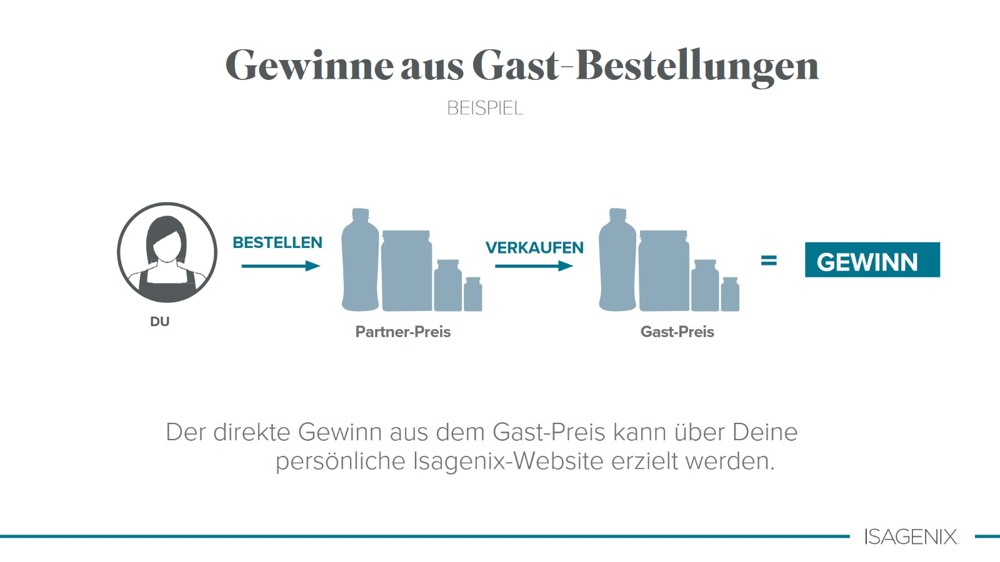 Gewinne aus Gast-Bestellungen
BEISPIEL
BESTELLEN
VERKAUFEN
=
GEWINN
DU
Partner-Preis
Gast-Preis
Der direkte Gewinn aus dem Gast-Preis kann über Deine
persönliche Isagenix-Website erzielt werden.
ISAGENIX